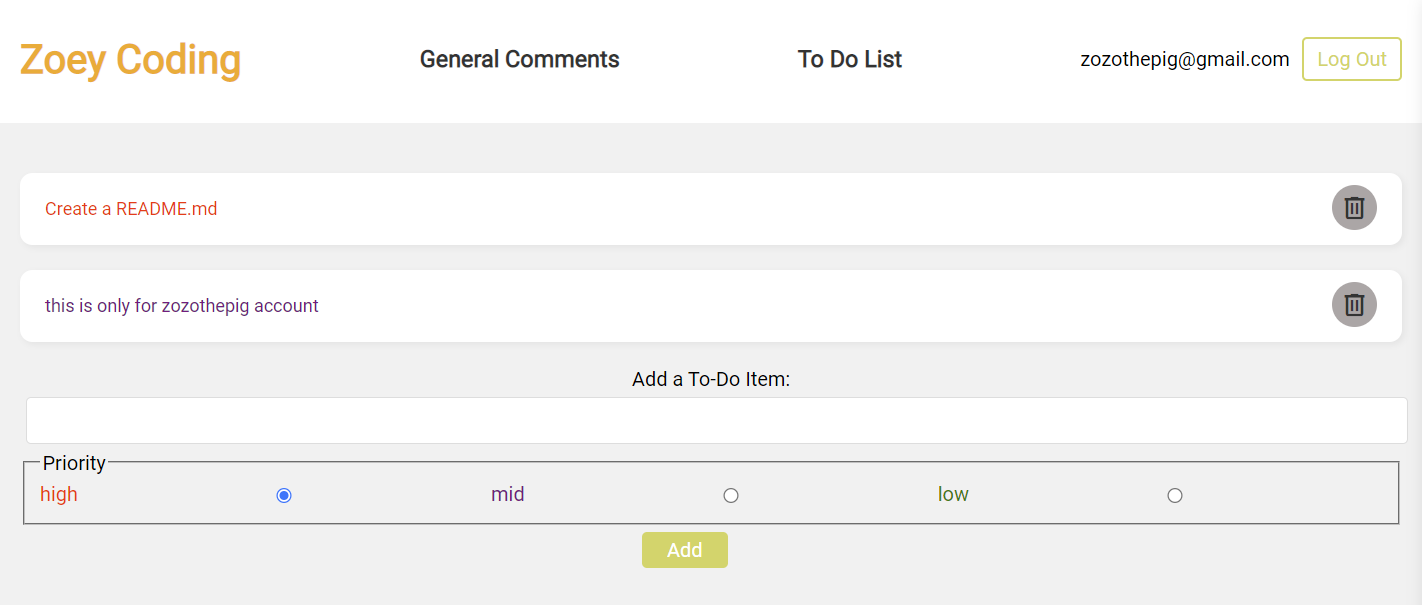 Zoey Coding
General Comments
To Do List
zozothepig@gmail.com
Log Out
Create a README.md
this is only for zozothepig account
Add a To-Do Item:
Priority
high
mid
low
Add